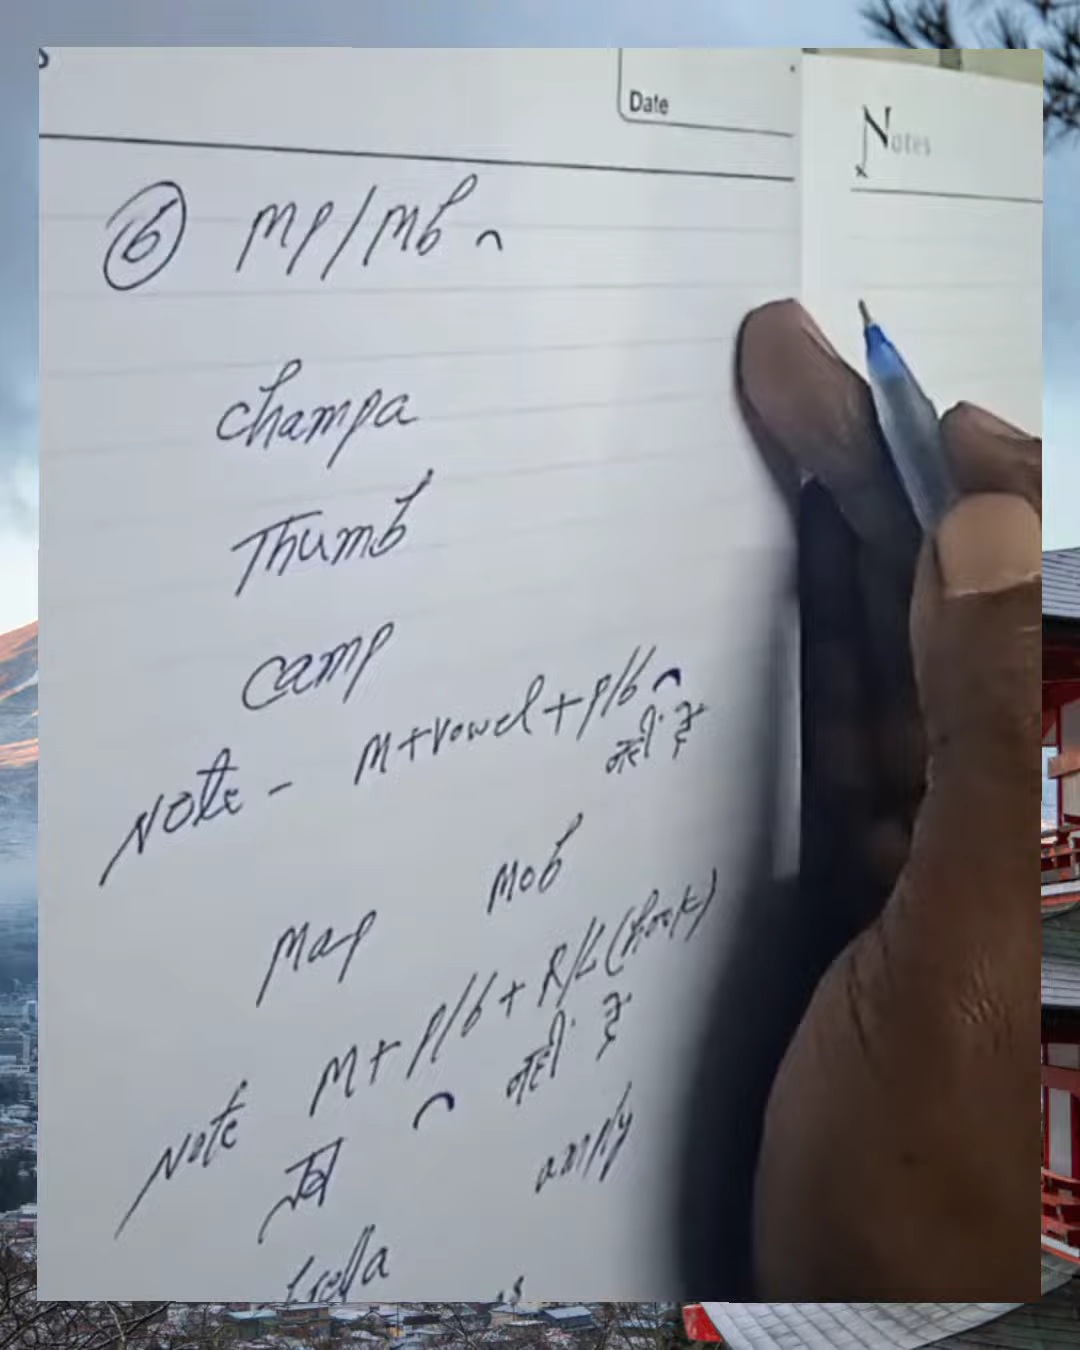 Date
Notes
6 MP/Mb ⌒
Champa
Thumb
Camp
Note - M+vowel+P/b ⌒
नहीं है
Map Mob
Note M+P/b+R/L(hook)
⌒ नहीं है
amply